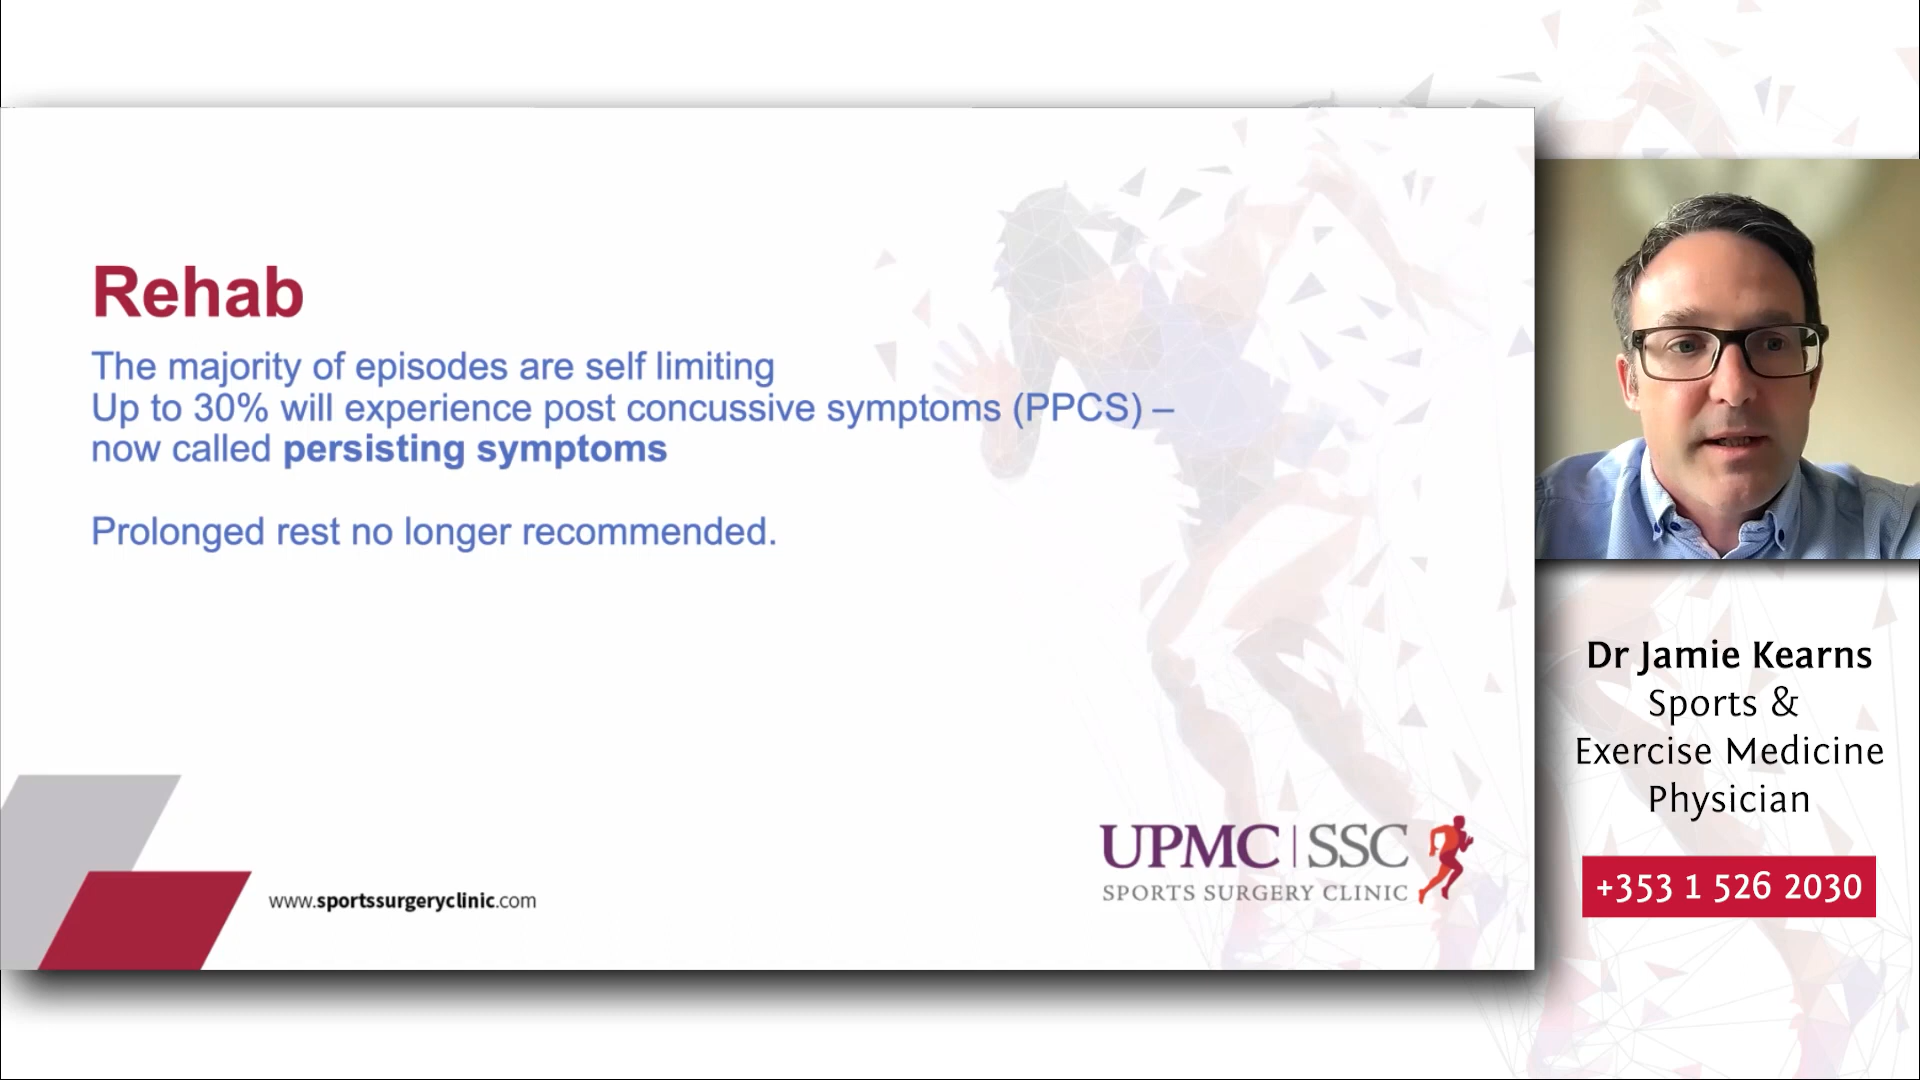 Rehab
The majority of episodes are self limiting
Up to 30% will experience post concussive symptoms (PPCS) –
now called persisting symptoms
Prolonged rest no longer recommended.
www.sportssurgeryclinic.com
UPMC | SSC
SPORTS SURGERY CLINIC
Dr Jamie Kearns
Sports &
Exercise Medicine
Physician
+353 1 526 2030